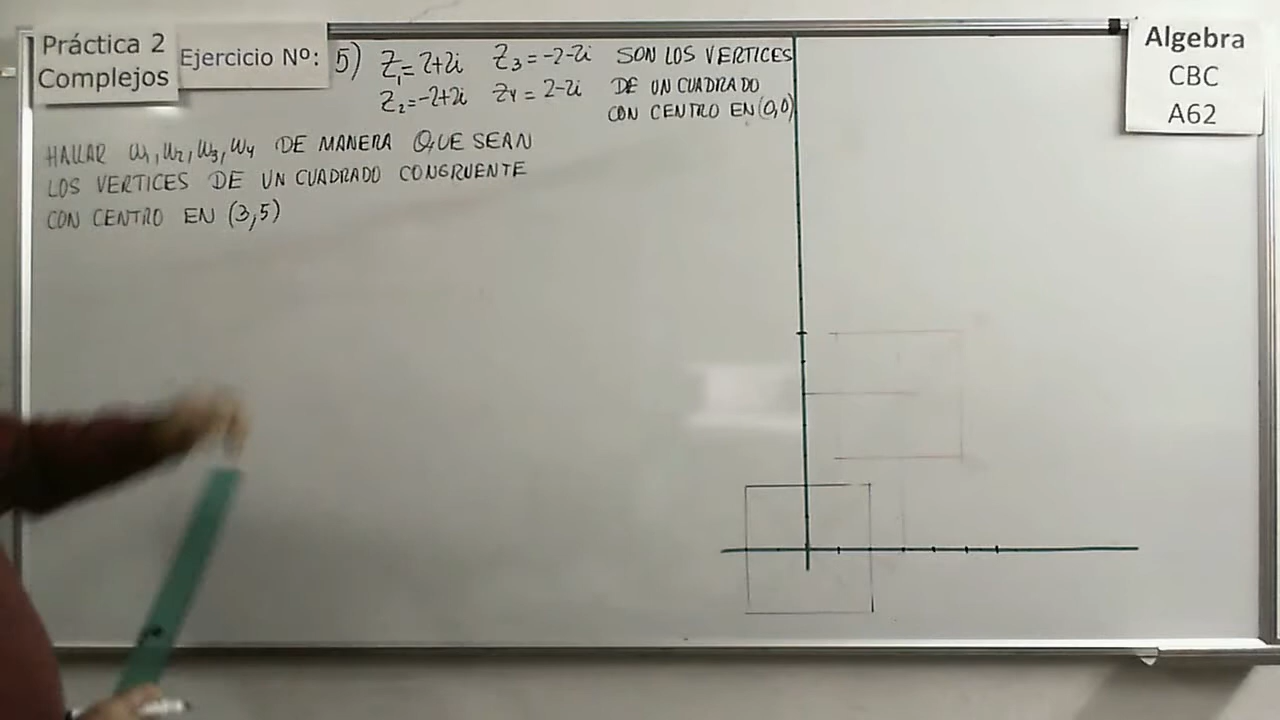 Práctica 2
Complejos
Ejercicio Nº:
5) Z₁=2+2i Z₃=-2-2i SON LOS VERTICES
Z₂=-2+2i Z4=2-2i DE UN CUADRADO
CON CENTRO EN (0,0)
HALLAR W1, W2, W3, W4 DE MANERA QUE SEAN
LOS VERTICES DE UN CUADRADO CONGRUENTE
CON CENTRO EN (3,5)
Algebra
CBC
A62